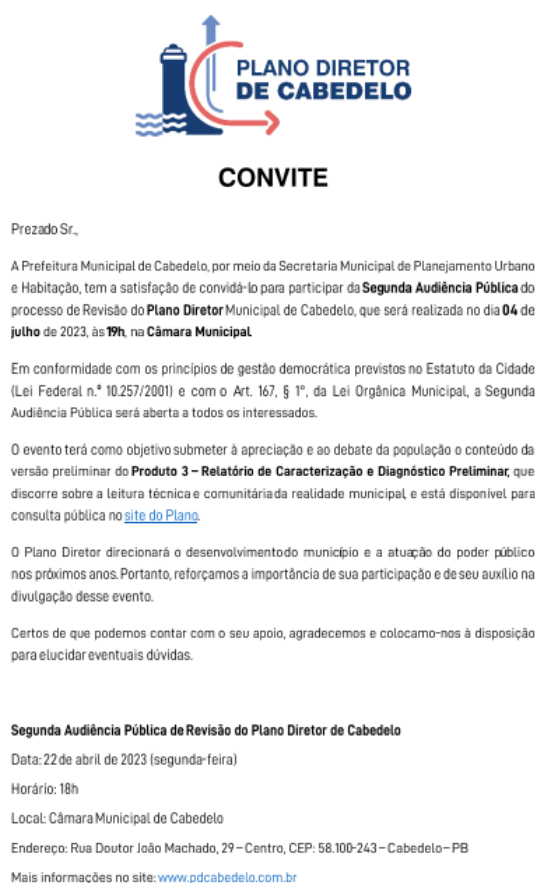 PLANO DIRETOR
DE CABEDELO
CONVITE
Prezado Sr.,
A Prefeitura Municipal de Cabedelo, por meio da Secretaria Municipal de Planejamento Urbano
e Habitação, tem a satisfação de convidá-lo para participar da Segunda Audiência Pública do
processo de Revisão do Plano Diretor Municipal de Cabedelo, que será realizada no dia 04 de
julho de 2023, às 19h, na Câmara Municipal.
Em conformidade com os princípios de gestão democrática previstos no Estatuto da Cidade
(Lei Federal n.º 10.257/2001) e com o Art. 167, § 1º, da Lei Orgânica Municipal, a Segunda
Audiência Pública será aberta a todos os interessados.
O evento terá como objetivo submeter à apreciação e ao debate da população o conteúdo da
versão preliminar do Produto 3 – Relatório de Caracterização e Diagnóstico Preliminar, que
discorre sobre a leitura técnica e comunitária da realidade municipal, e está disponível para
consulta pública no site do Plano.
O Plano Diretor direcionará o desenvolvimento do município e a atuação do poder público
nos próximos anos. Portanto, reforçamos a importância de sua participação e de seu auxílio na
divulgação desse evento.
Certos de que podemos contar com o seu apoio, agradecemos e colocamo-nos à disposição
para elucidar eventuais dúvidas.
Segunda Audiência Pública de Revisão do Plano Diretor de Cabedelo
Data: 22 de abril de 2023 (segunda-feira)
Horário: 18h
Local: Câmara Municipal de Cabedelo
Endereço: Rua Doutor João Machado, 29 – Centro, CEP: 58.100-243 – Cabedelo – PB
Mais informações no site: www.pdcabedelo.com.br